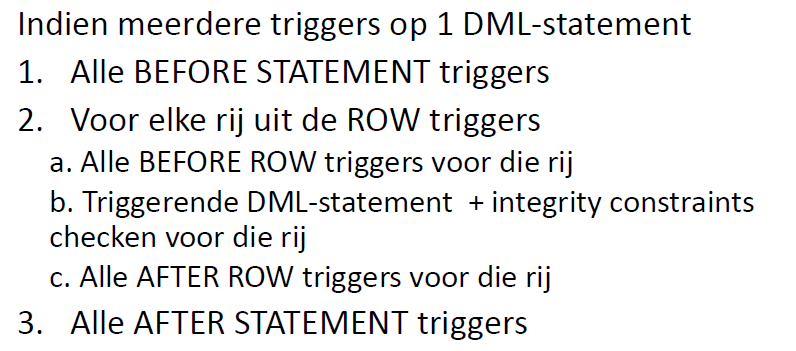 Indien meerdere triggers op 1 DML-statement
1. Alle BEFORE STATEMENT triggers
2. Voor elke rij uit de ROW triggers
a. Alle BEFORE ROW triggers voor die rij
b. Triggerende DML-statement + integrity constraints
checken voor die rij
c. Alle AFTER ROW triggers voor die rij
3. Alle AFTER STATEMENT triggers